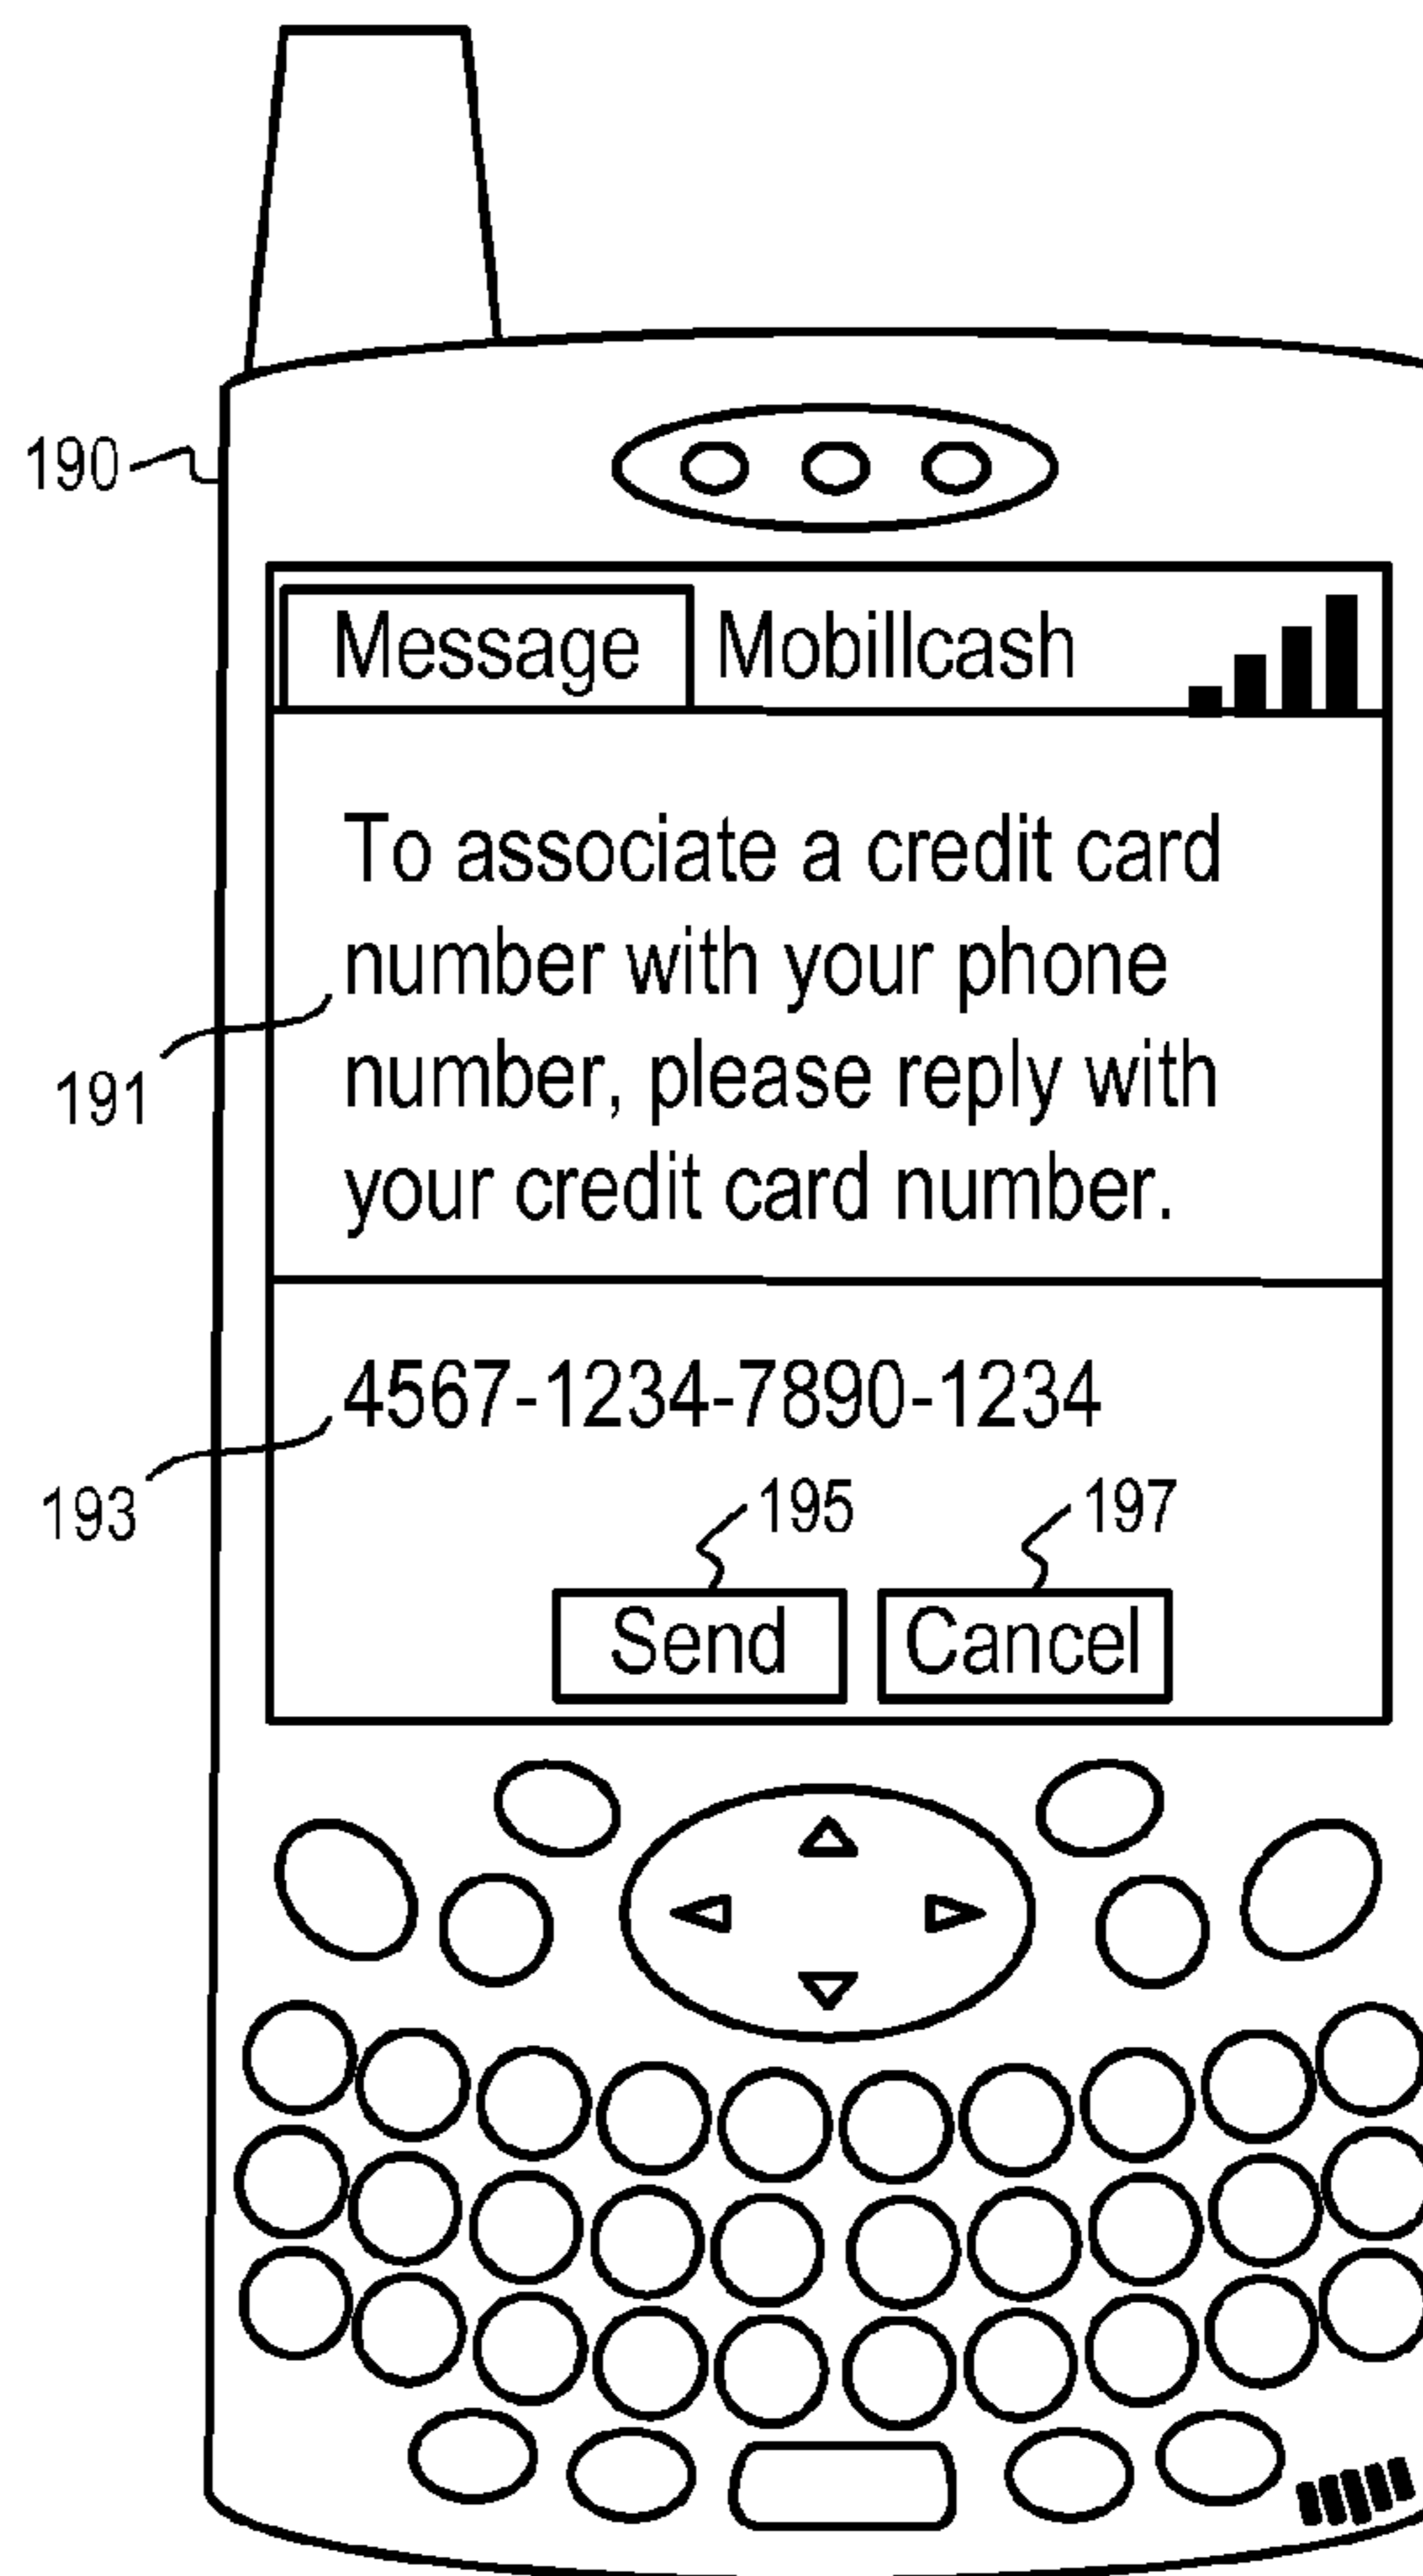 190
Message Mobillcash
To associate a credit card
number with your phone
191
number, please reply with
your credit card number.
4567-1234-7890-1234
193
195 197
Send Cancel